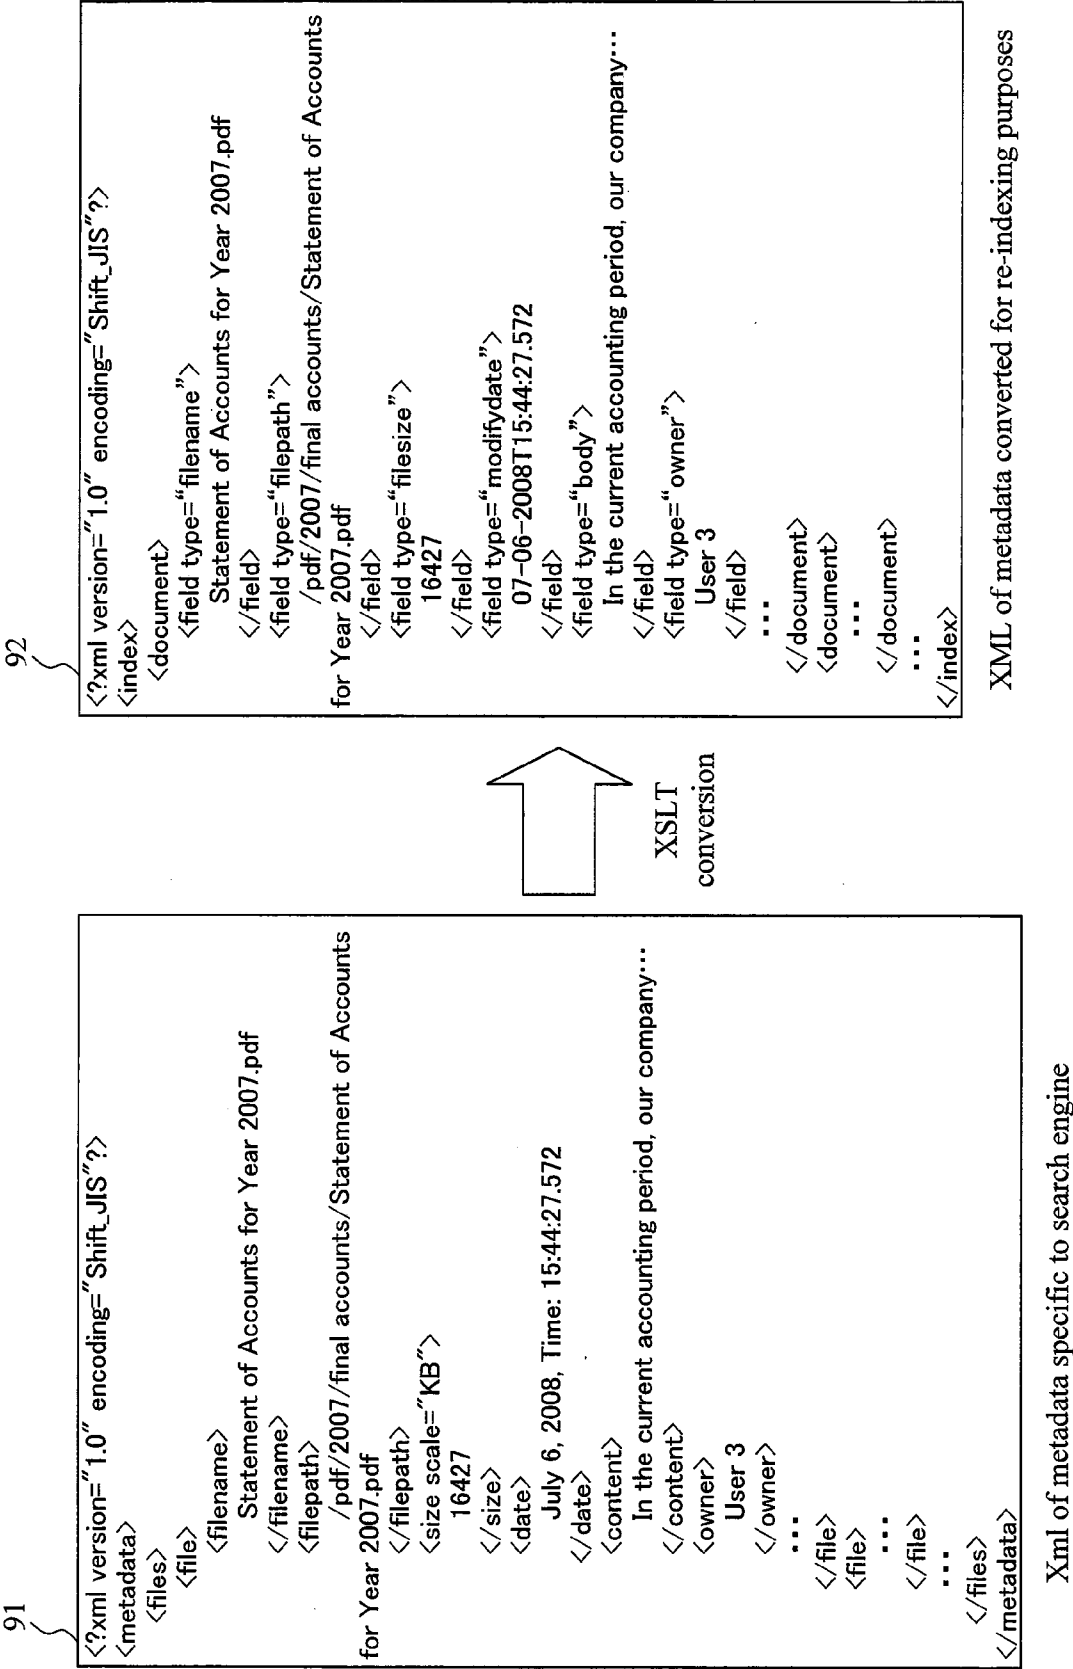 91
<?xml version="1.0" encoding="Shift_JIS"?>
<metadata>
<files>
<file>
<filename>
Statement of Accounts for Year 2007.pdf
</filename>
<filepath>
/pdf/2007/final accounts/Statement of Accounts
for Year 2007.pdf
</filepath>
<size scale="KB">
16427
</size>
<date>
July 6, 2008, Time: 15:44:27.572
</date>
<content>
In the current accounting period, our company…
</content>
<owner>
User 3
</owner>
…
</file>
<file>
…
</file>
…
</files>
</metadata>
Xml of metadata specific to search engine
XSLT
conversion
92
<?xml version="1.0" encoding="Shift_JIS"?>
<index>
<document>
<field type="filename">
Statement of Accounts for Year 2007.pdf
</field>
<field type="filepath">
/pdf/2007/final accounts/Statement of Accounts
for Year 2007.pdf
</field>
<field type="filesize">
16427
</field>
<field type="modifydate">
07-06-2008T15:44:27.572
</field>
<field type="body">
In the current accounting period, our company…
</field>
<field type="owner">
User 3
</field>
…
</document>
<document>
…
</document>
…
</index>
XML of metadata converted for re-indexing purposes